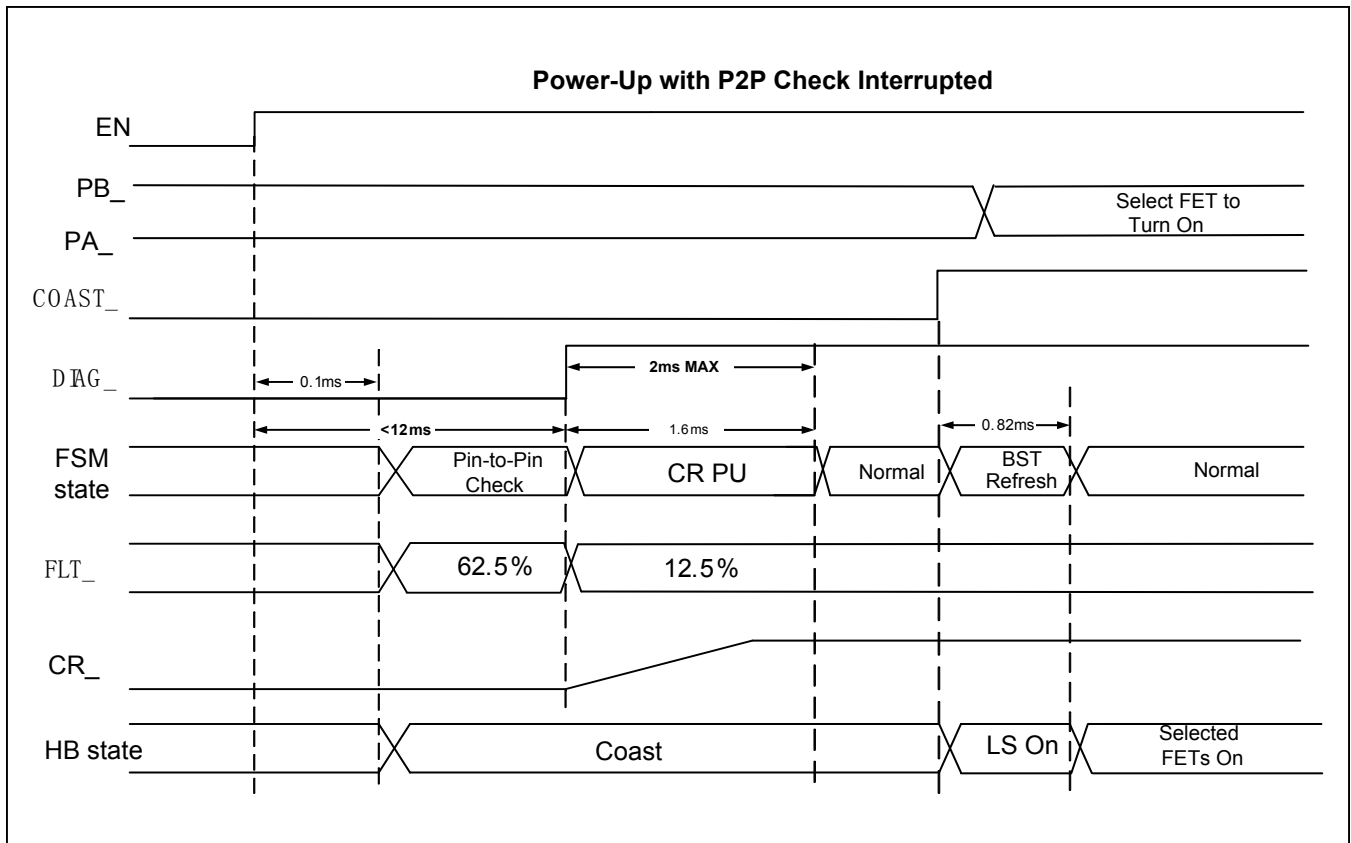 Power-Up with P2P Check Interrupted
EN
PB_
PA_
Select FET to
Turn On
COAST_
DIAG_
0.1ms
2ms MAX
<12ms
1.6ms
0.82ms
FSM
state
Pin-to-Pin
Check
CR PU
Normal
BST
Refresh
Normal
FLT_
62.5%
12.5%
CR_
HB state
Coast
LS On
Selected
FETs On